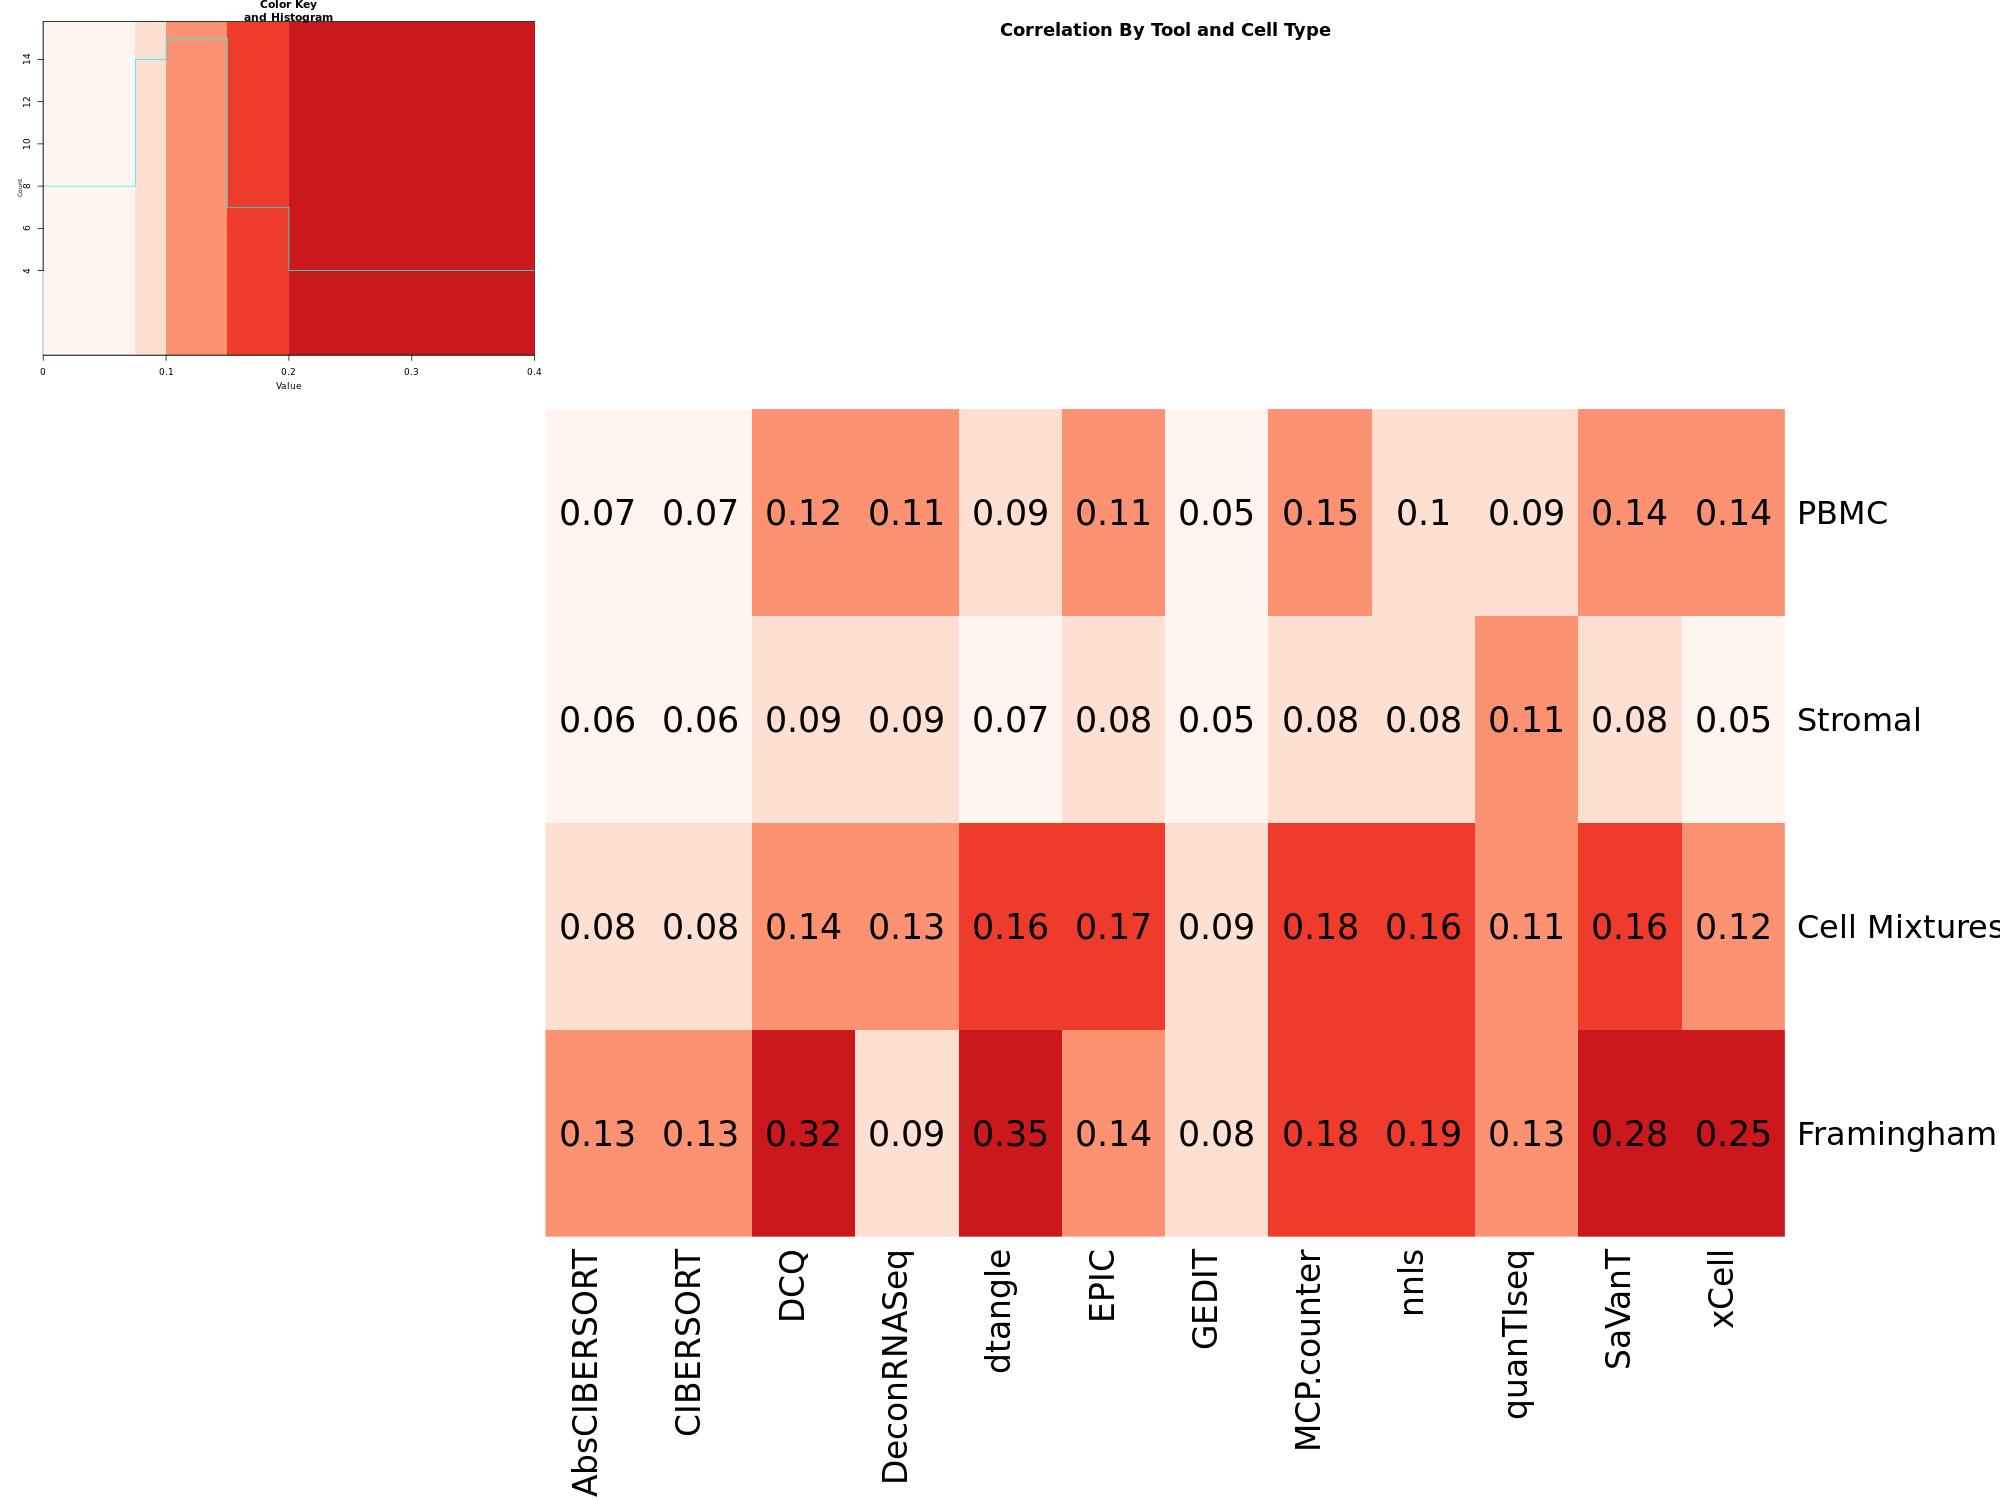 Color Key
and Histogram
Correlation By Tool and Cell Type
14
12
10
8
6
4
Count
0 0.1 0.2 0.3 0.4
Value
0.07 0.07 0.12 0.11 0.09 0.11 0.05 0.15 0.1 0.09 0.14 0.14 PBMC
0.06 0.06 0.09 0.09 0.07 0.08 0.05 0.08 0.08 0.11 0.08 0.05 Stromal
0.08 0.08 0.14 0.13 0.16 0.17 0.09 0.18 0.16 0.11 0.16 0.12 Cell Mixtures
0.13 0.13 0.32 0.09 0.35 0.14 0.08 0.18 0.19 0.13 0.28 0.25 Framingham
AbsCIBERSORT
CIBERSORT
DCQ
DeconRNASeq
dtangle
EPIC
GEDIT
MCP.counter
nnls
quanTIseq
SaVanT
xCell